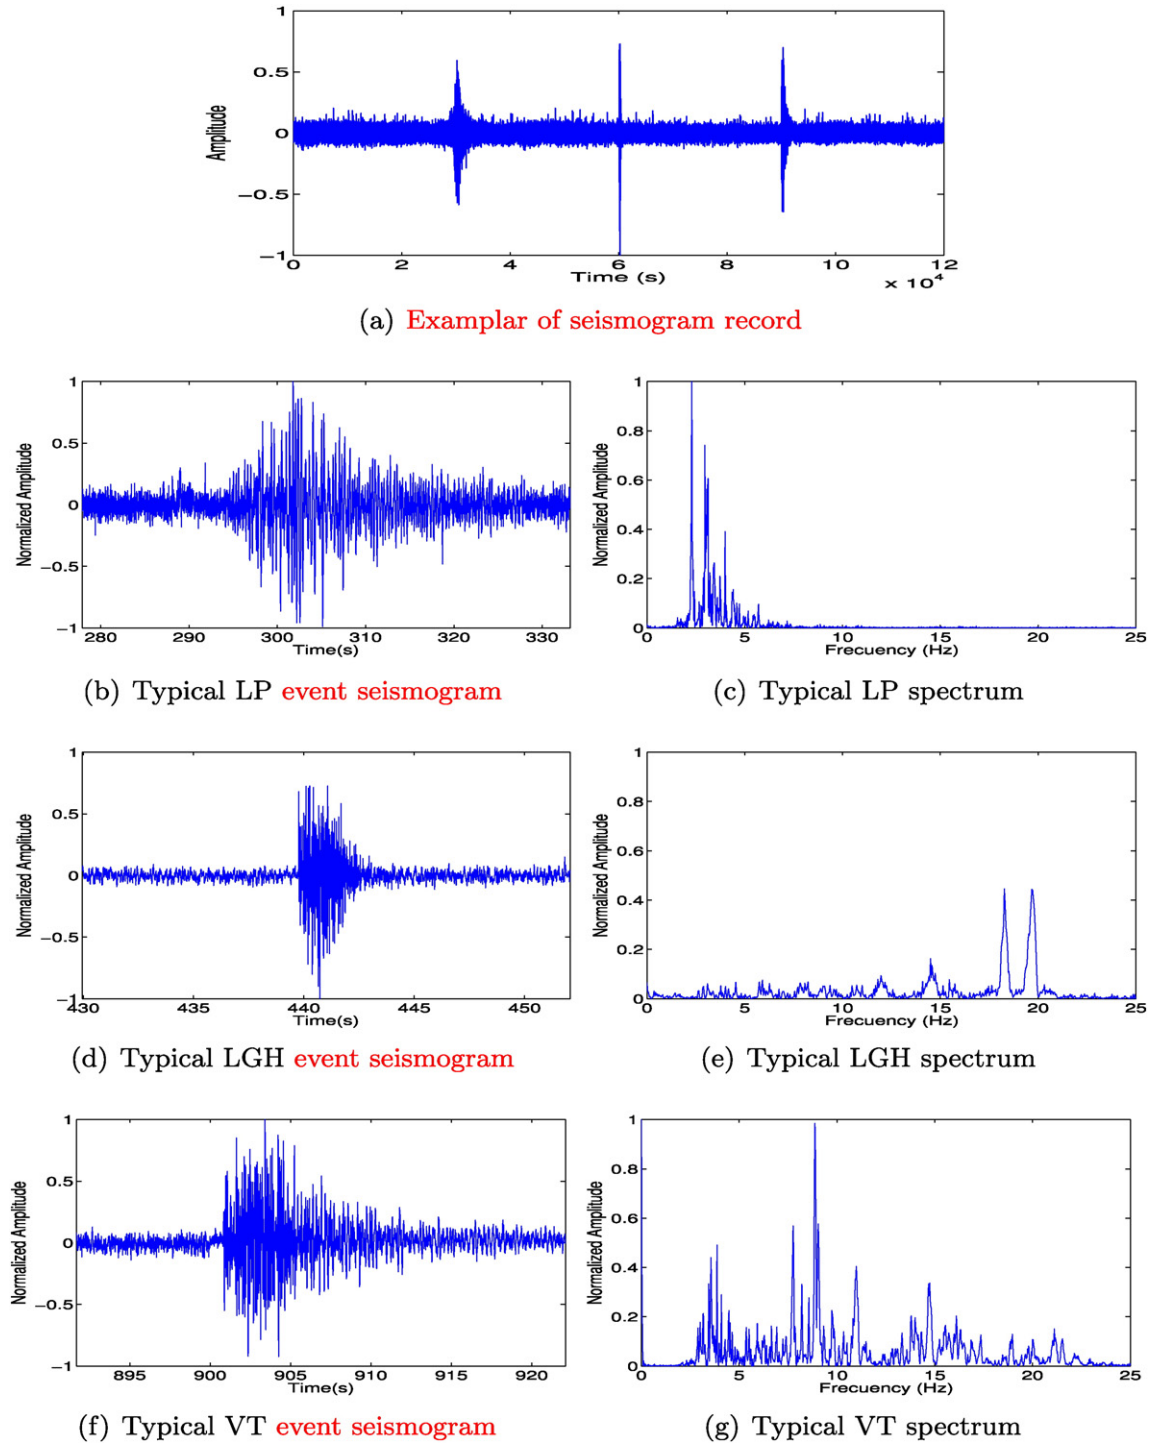 1
0.5
0
−0.5
−1
Amplitude
0 2 4 6 8 10 12
Time (s)
x 10⁴
(a) Examplar of seismogram record
1
0.5
0
−0.5
−1
Normalized Amplitude
280 290 300 310 320 330
Time(s)
(b) Typical LP event seismogram
1
0.8
0.6
0.4
0.2
0
Normalized Amplitude
0 5 10 15 20 25
Frecuency (Hz)
(c) Typical LP spectrum
1
0.5
0
−0.5
−1
Normalized Amplitude
430 435 440 445 450
Time(s)
(d) Typical LGH event seismogram
1
0.8
0.6
0.4
0.2
0
Normalized Amplitude
0 5 10 15 20 25
Frecuency (Hz)
(e) Typical LGH spectrum
1
0.5
0
−0.5
−1
Normalized Amplitude
895 900 905 910 915 920
Time(s)
(f) Typical VT event seismogram
1
0.8
0.6
0.4
0.2
0
Normalized Amplitude
0 5 10 15 20 25
Frecuency (Hz)
(g) Typical VT spectrum